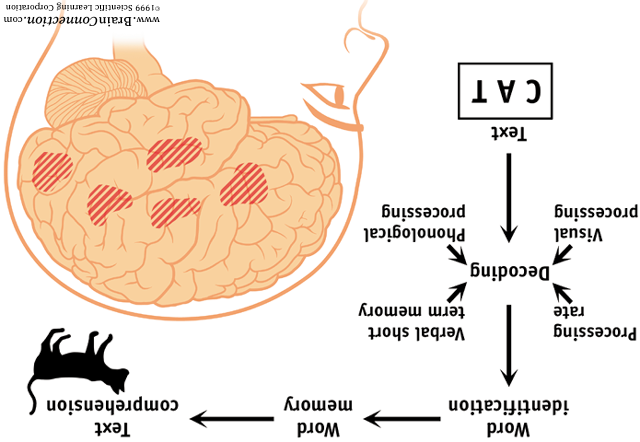 Word
identification
Word
memory
Text
comprehension
Processing
rate
Verbal short
term memory
Decoding
Visual
processing
Phonological
processing
Text
C A T
www.BrainConnection.com
©1999 Scientific Learning Corporation